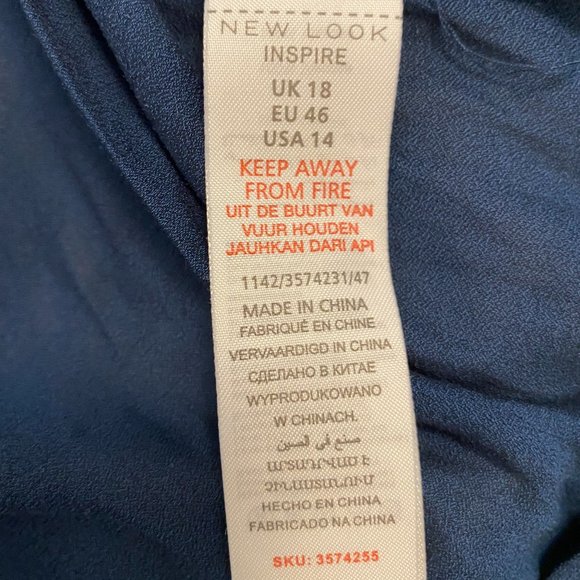 NEW LOOK
INSPIRE
UK 18
EU 46
USA 14
KEEP AWAY
FROM FIRE
UIT DE BUURT VAN
VUUR HOUDEN
JAUHKAN DARI API
1142/3574231/47
MADE IN CHINA
FABRIQUÉ EN CHINE
VERVAARDIGD IN CHINA
СДЕЛАНО В КИТАЕ
WYPRODUKOWANO
W CHINACH.
صنع في الصين
ԱՐՏԱԴՐՎԱԾ Է
ՉԻՆԱՍՏԱՆՈՒՄ
HECHO EN CHINA
FABRICADO NA CHINA
SKU: 3574255